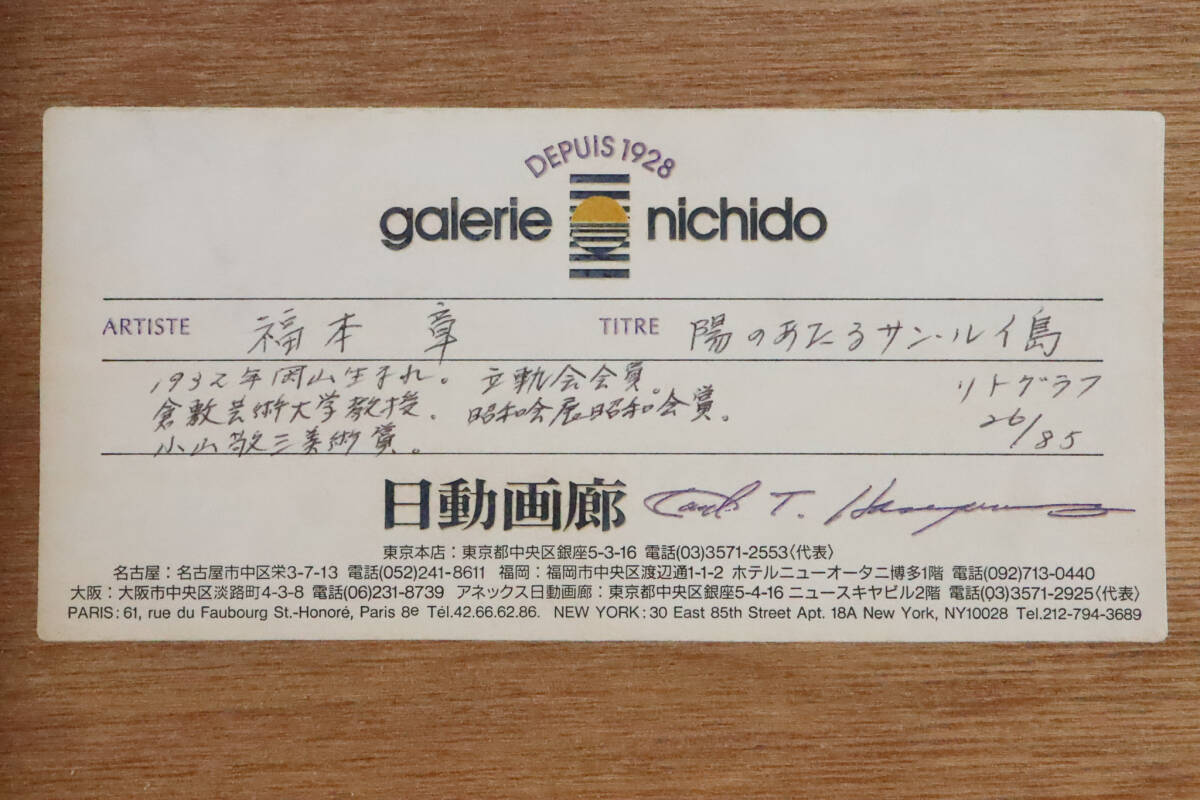 DEPUIS 1928
galerie nichido
ARTISTE 福本 章 TITRE 陽のあたるサン・ルイ島
1932年岡山生まれ。 立軌会会員。 リトグラフ
倉敷芸術大学教授. 昭和会展昭和会賞。 26/85
小山敬三美術賞。
日動画廊
東京本店：東京都中央区銀座5-3-16 電話(03)3571-2553〈代表〉
名古屋：名古屋市中区栄3-7-13 電話(052)241-8611 福岡：福岡市中央区渡辺通1-1-2 ホテルニューオータニ博多1階 電話(092)713-0440
大阪：大阪市中央区淡路町4-3-8 電話(06)231-8739 アネックス日動画廊：東京都中央区銀座5-4-16 ニュースキヤビル2階 電話(03)3571-2925〈代表〉
PARIS: 61, rue du Faubourg St.-Honoré, Paris 8e Tél.42.66.62.86. NEW YORK: 30 East 85th Street Apt. 18A New York, NY10028 Tel.212-794-3689